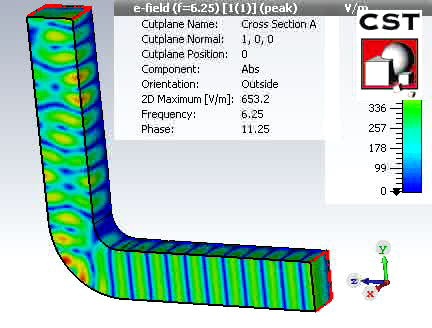 e-field (f=6.25) [1(1)] (peak)
V/m
CST
Cutplane Name: Cross Section A
Cutplane Normal: 1, 0, 0
Cutplane Position: 0
Component: Abs
Orientation: Outside
2D Maximum [V/m]: 653.2
Frequency: 6.25
Phase: 11.25
336
257
178
99
0
y
z
x